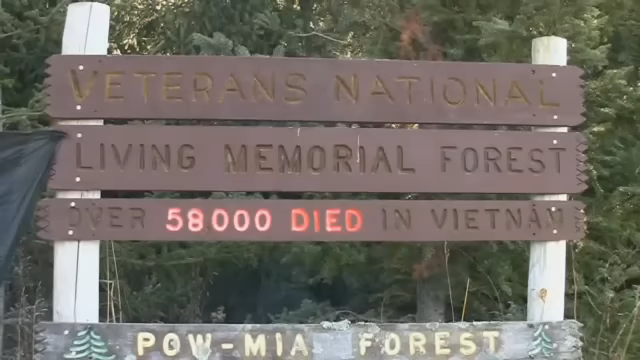 VETERANS NATIONAL
LIVING MEMORIAL FOREST
OVER 58000 DIED IN VIETNAM
POW-MIA FOREST